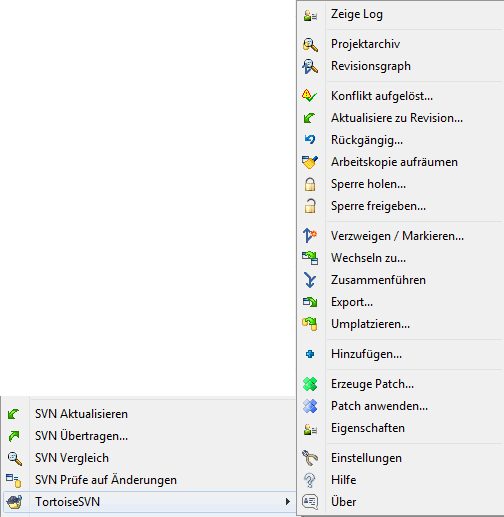 Zeige Log
Projektarchiv
Revisionsgraph
Konflikt aufgelöst...
Aktualisiere zu Revision...
Rückgängig...
Arbeitskopie aufräumen
Sperre holen...
Sperre freigeben...
Verzweigen / Markieren...
Wechseln zu...
Zusammenführen
Export...
Umplatzieren...
Hinzufügen...
Erzeuge Patch...
Patch anwenden...
Eigenschaften
Einstellungen
Hilfe
Über
SVN Aktualisieren
SVN Übertragen...
SVN Vergleich
SVN Prüfe auf Änderungen
TortoiseSVN